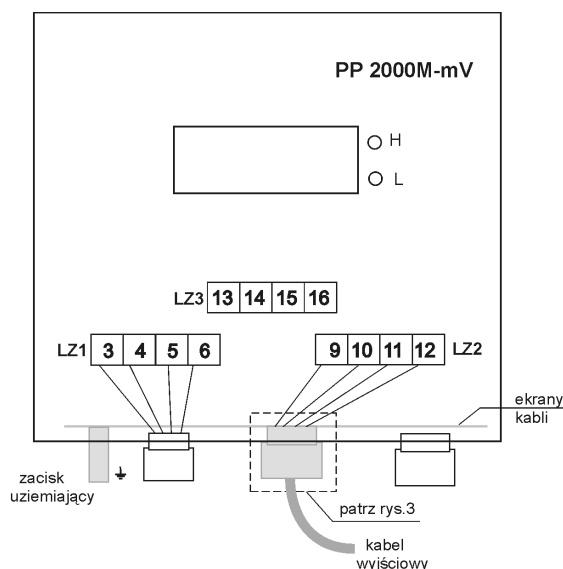 PP 2000M-mV
H
L
LZ3 13 14 15 16
LZ1 3 4 5 6
9 10 11 12 LZ2
ekrany
kabli
zacisk
uziemiający
patrz rys.3
kabel
wyjściowy